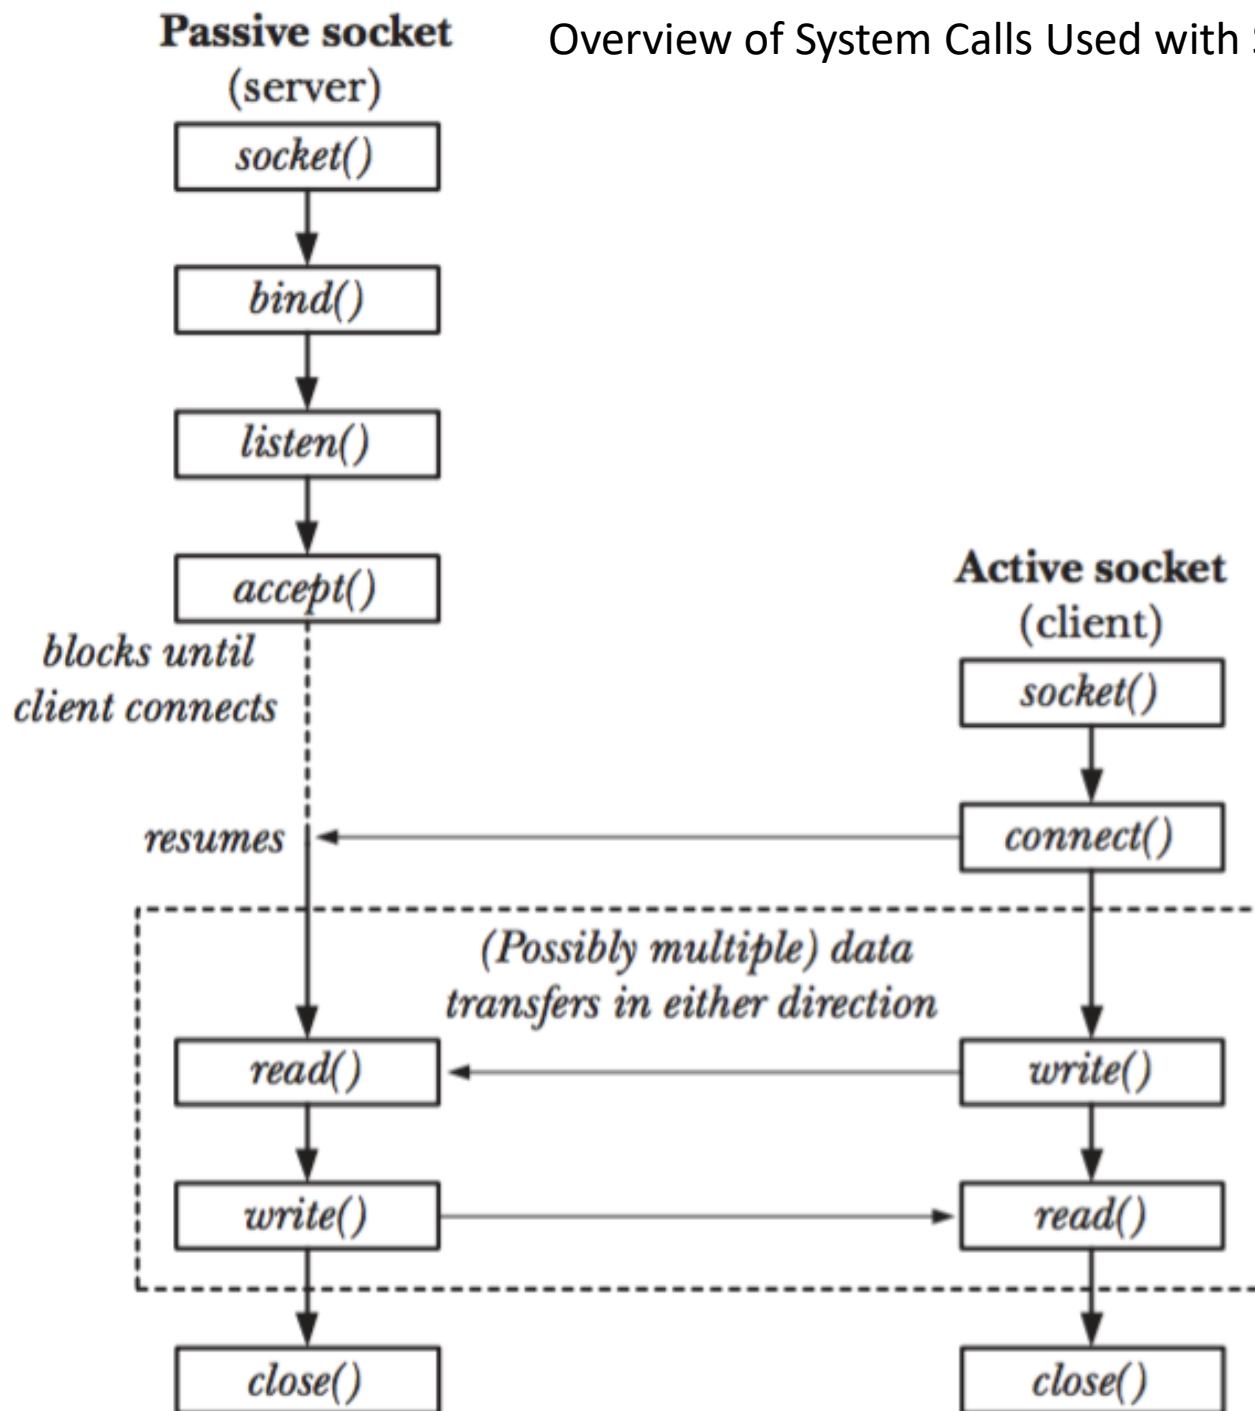 Passive socket
(server)
Overview of System Calls Used with
socket()
bind()
listen()
accept()
blocks until
client connects
Active socket
(client)
socket()
resumes
connect()
(Possibly multiple) data
transfers in either direction
read()
write()
write()
read()
close()
close()